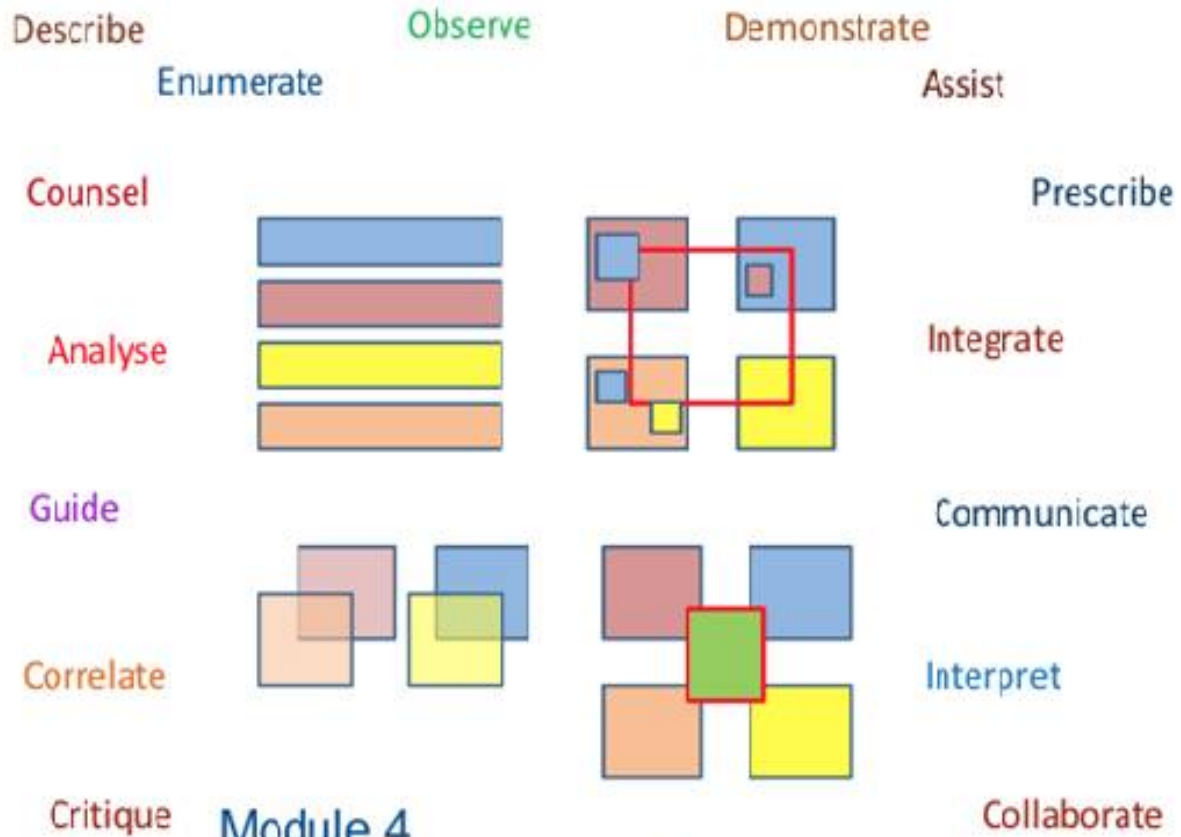 Describe
Observe
Demonstrate
Enumerate
Assist
Counsel
Prescribe
Analyse
Integrate
Guide
Communicate
Correlate
Interpret
Critique
Module 4
Collaborate